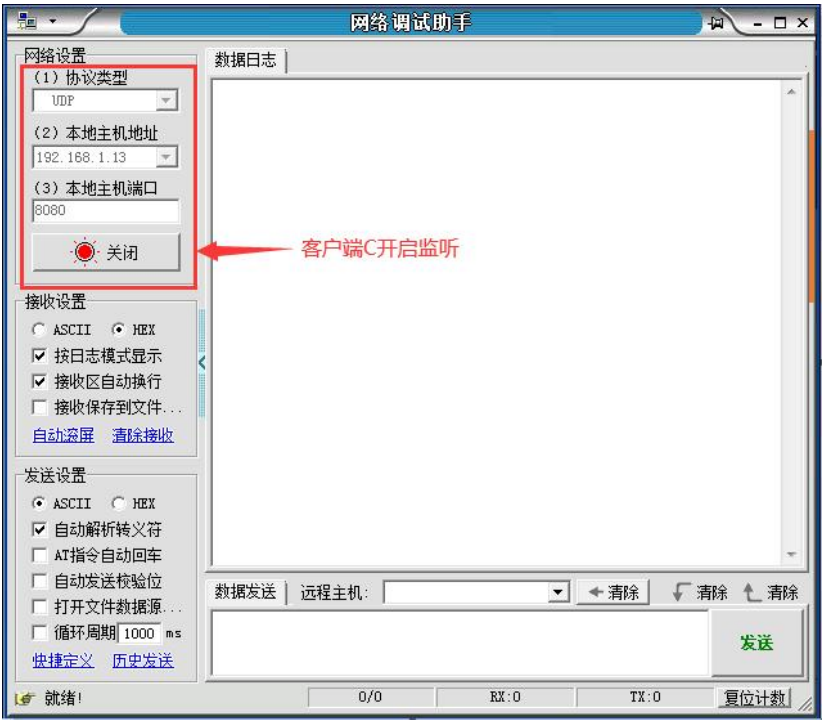 网络调试助手
网络设置
(1) 协议类型
UDP
(2) 本地主机地址
192.168.1.13
(3) 本地主机端口
8080
关闭
接收设置
ASCII HEX
按日志模式显示
接收区自动换行
接收保存到文件...
自动滚屏 清除接收
发送设置
ASCII HEX
自动解析转义符
AT指令自动回车
自动发送校验位
打开文件数据源...
循环周期 1000 ms
快捷定义 历史发送
数据日志
客户端C开启监听
数据发送 远程主机: 清除 清除 清除
发送
就绪! 0/0 RX:0 TX:0 复位计数